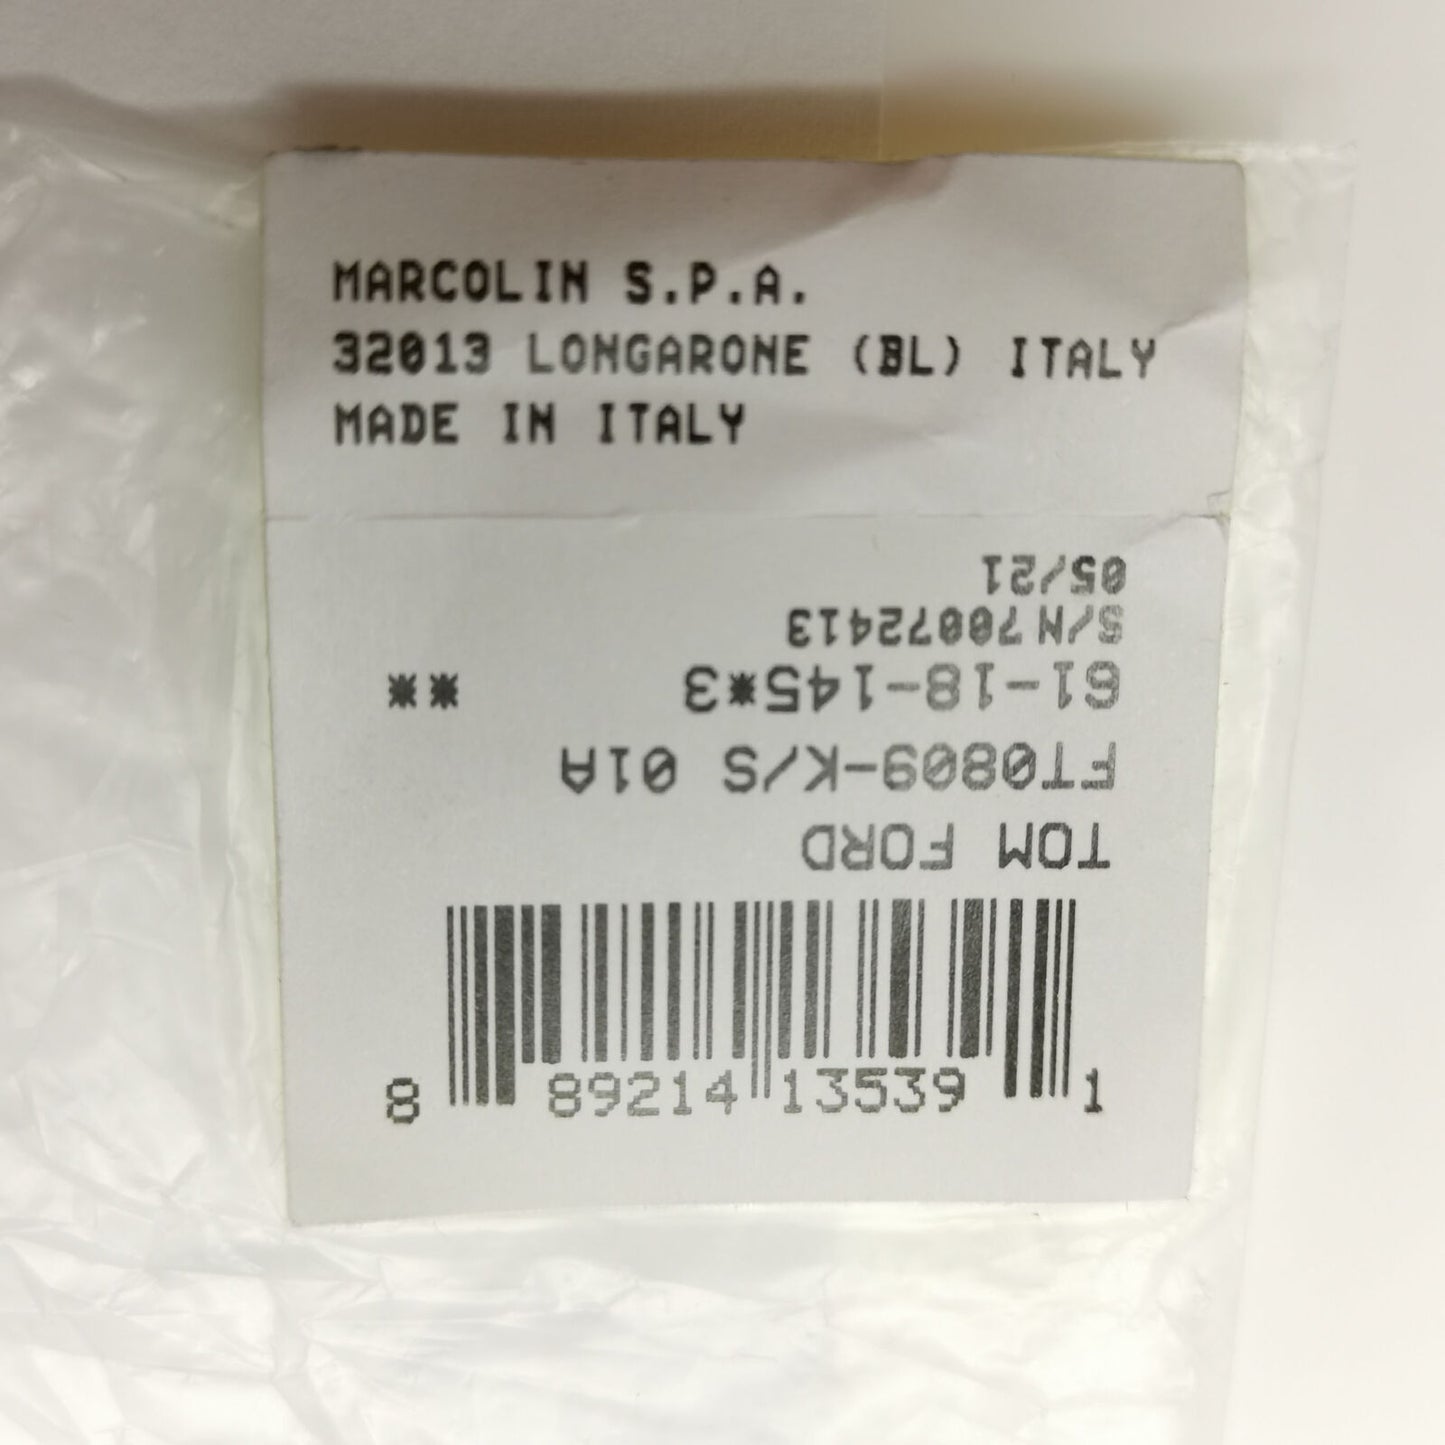 MARCOLIN S.P.A.
32013 LONGARONE (BL) ITALY
MADE IN ITALY
TOM FORD
FT0809-K/S 01A
61-18-145*3 **
S/N 70072413
05/21
8 89214 13539 1